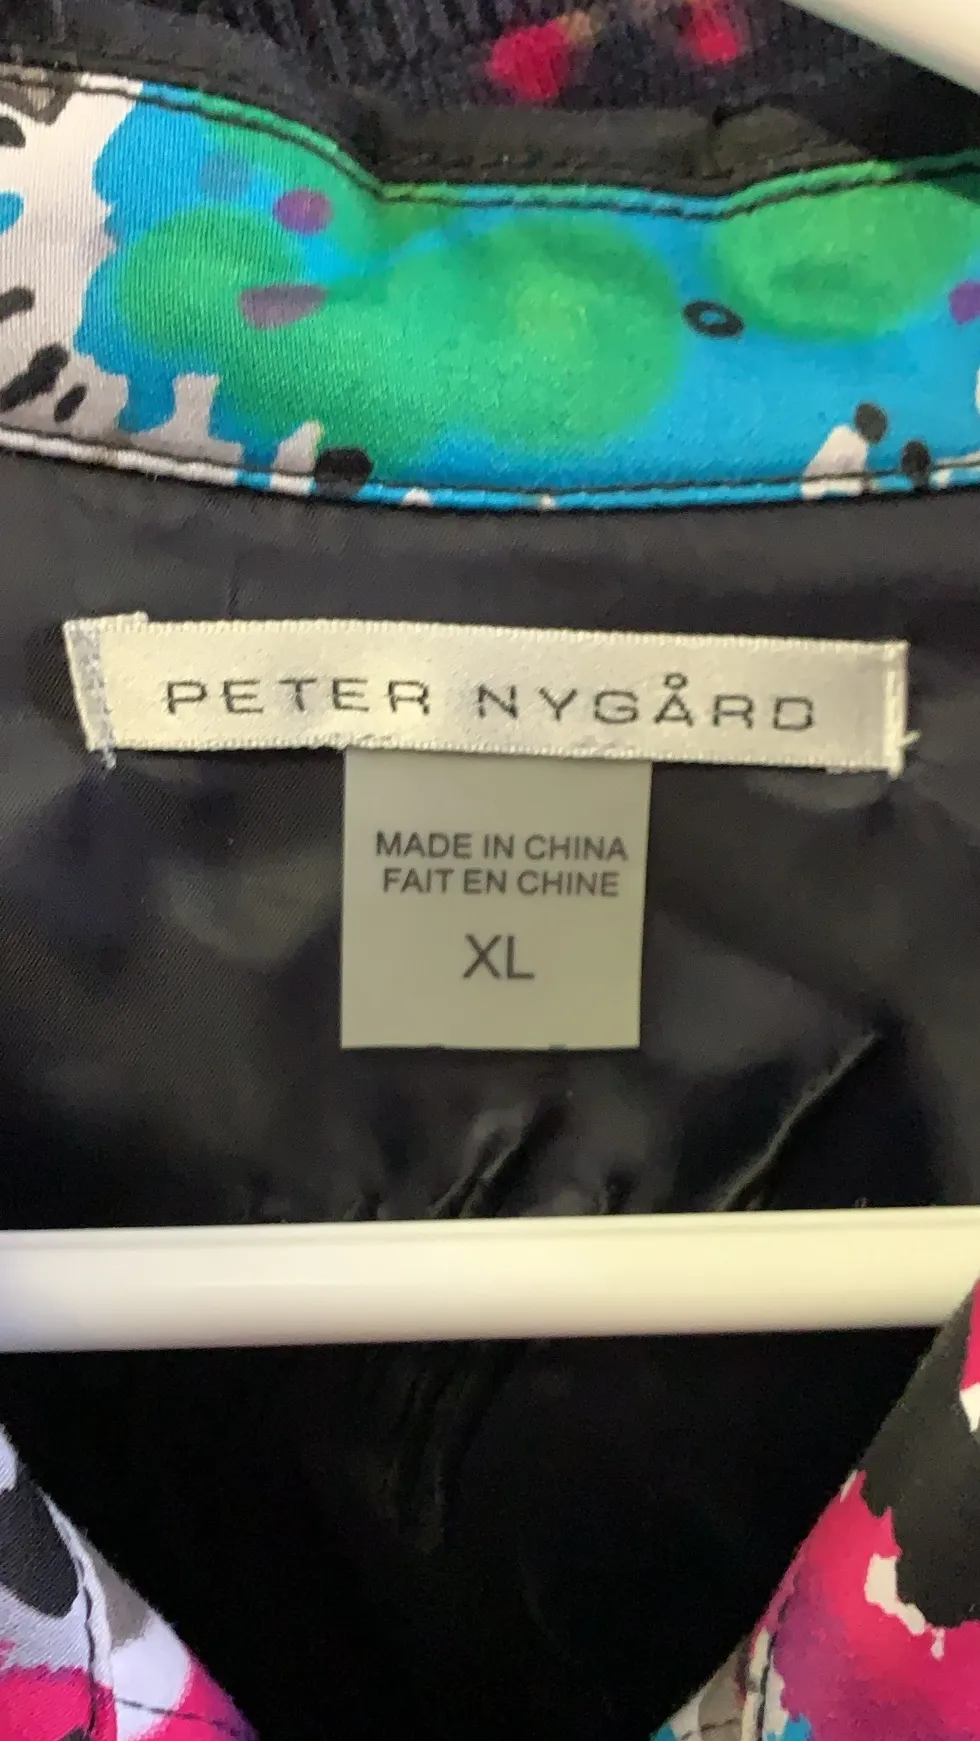 PETER NYGÅRD
MADE IN CHINA
FAIT EN CHINE
XL